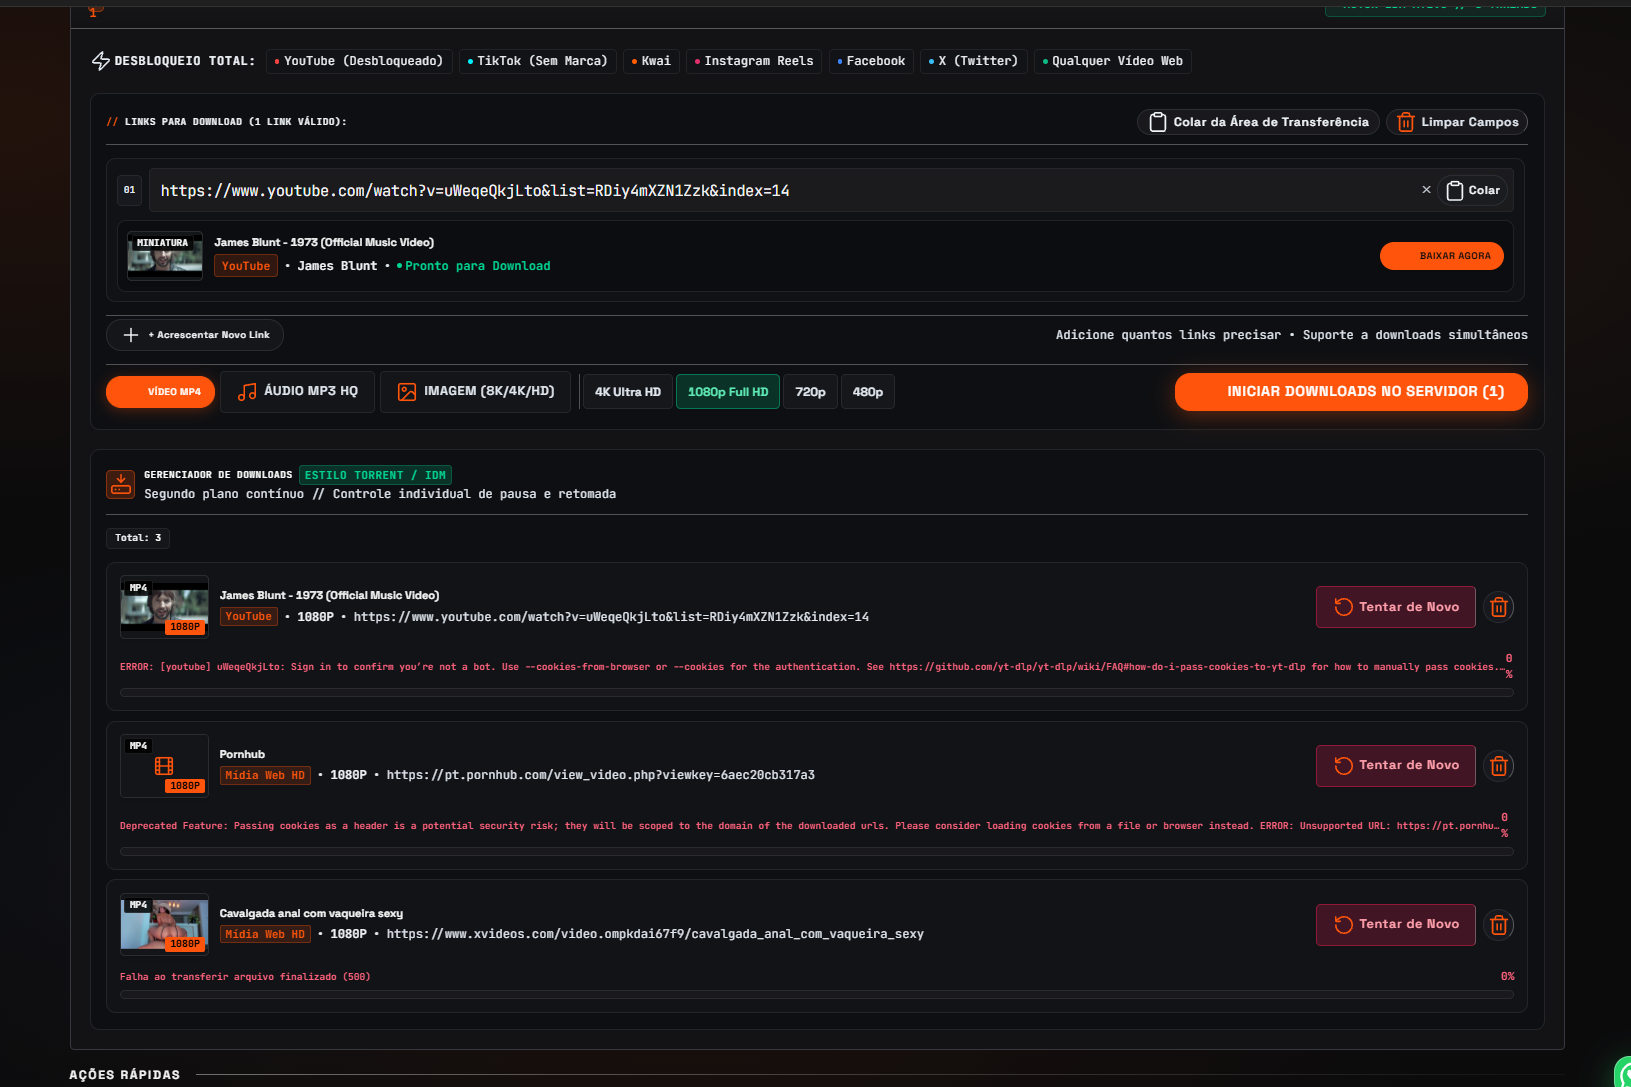 1
DESBLOQUEIO TOTAL: YouTube (Desbloqueado) TikTok (Sem Marca) Kwai Instagram Reels Facebook X (Twitter) Qualquer Vídeo Web
// LINKS PARA DOWNLOAD (1 LINK VÁLIDO): Colar da Área de Transferência Limpar Campos
01 https://www.youtube.com/watch?v=uWeqeQkjLto&list=RDiy4mXZN1Zzk&index=14 × Colar
MINIATURA James Blunt - 1973 (Official Music Video)
YouTube • James Blunt • Pronto para Download BAIXAR AGORA
+ Acrescentar Novo Link Adicione quantos links precisar • Suporte a downloads simultâneos
VÍDEO MP4 ÁUDIO MP3 HQ IMAGEM (8K/4K/HD) 4K Ultra HD 1080p Full HD 720p 480p INICIAR DOWNLOADS NO SERVIDOR (1)
GERENCIADOR DE DOWNLOADS ESTILO TORRENT / IDM
Segundo plano contínuo // Controle individual de pausa e retomada
Total: 3
MP4 James Blunt - 1973 (Official Music Video)
1080P YouTube • 1080P • https://www.youtube.com/watch?v=uWeqeQkjLto&list=RDiy4mXZN1Zzk&index=14 Tentar de Novo
ERROR: [youtube] uWeqeQkjLto: Sign in to confirm you're not a bot. Use --cookies-from-browser or --cookies for the authentication. See https://github.com/yt-dlp/yt-dlp/wiki/FAQ#how-do-i-pass-cookies-to-yt-dlp for how to manually pass cookies.… 0%
MP4 Pornhub
1080P Mídia Web HD • 1080P • https://pt.pornhub.com/view_video.php?viewkey=6aec20cb317a3 Tentar de Novo
Deprecated Feature: Passing cookies as a header is a potential security risk; they will be scoped to the domain of the downloaded urls. Please consider loading cookies from a file or browser instead. ERROR: Unsupported URL: https://pt.pornhu… 0%
MP4 Cavalgada anal com vaqueira sexy
1080P Mídia Web HD • 1080P • https://www.xvideos.com/video.ompkdai67f9/cavalgada_anal_com_vaqueira_sexy Tentar de Novo
Falha ao transferir arquivo finalizado (500) 0%
AÇÕES RÁPIDAS